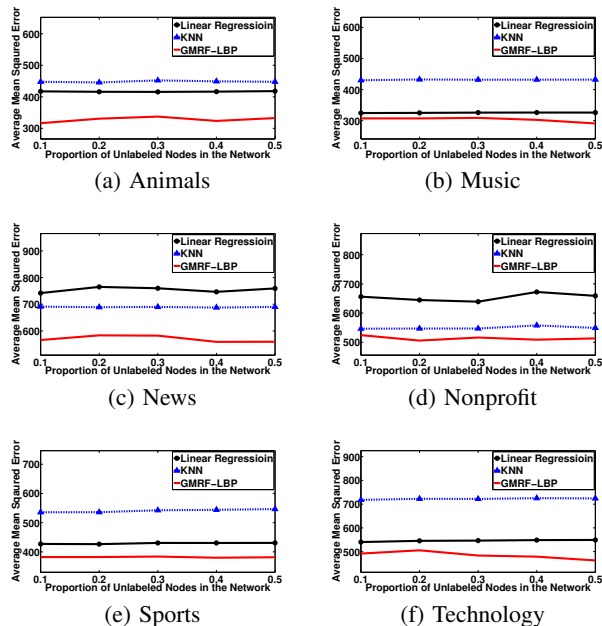 Average Mean Sqaured Error
600
500
400
300
Linear Regressioin
KNN
GMRF-LBP
0.1 0.2 0.3 0.4 0.5
Proportion of Unlabeled Nodes in the Network
(a) Animals
Average Mean Sqaured Error
600
500
400
300
Linear Regressioin
KNN
GMRF-LBP
0.1 0.2 0.3 0.4 0.5
Proportion of Unlabeled Nodes in the Network
(b) Music
Average Mean Sqaured Error
900
800
700
600
Linear Regressioin
KNN
GMRF-LBP
0.1 0.2 0.3 0.4 0.5
Proportion of Unlabeled Nodes in the Network
(c) News
Average Mean Sqaured Error
800
700
600
500
Linear Regressioin
KNN
GMRF-LBP
0.1 0.2 0.3 0.4 0.5
Proportion of Unlabeled Nodes in the Network
(d) Nonprofit
Average Mean Sqaured Error
700
600
500
400
Linear Regressioin
KNN
GMRF-LBP
0.1 0.2 0.3 0.4 0.5
Proportion of Unlabeled Nodes in the Network
(e) Sports
Average Mean Sqaured Error
900
800
700
600
500
Linear Regressioin
KNN
GMRF-LBP
0.1 0.2 0.3 0.4 0.5
Proportion of Unlabeled Nodes in the Network
(f) Technology